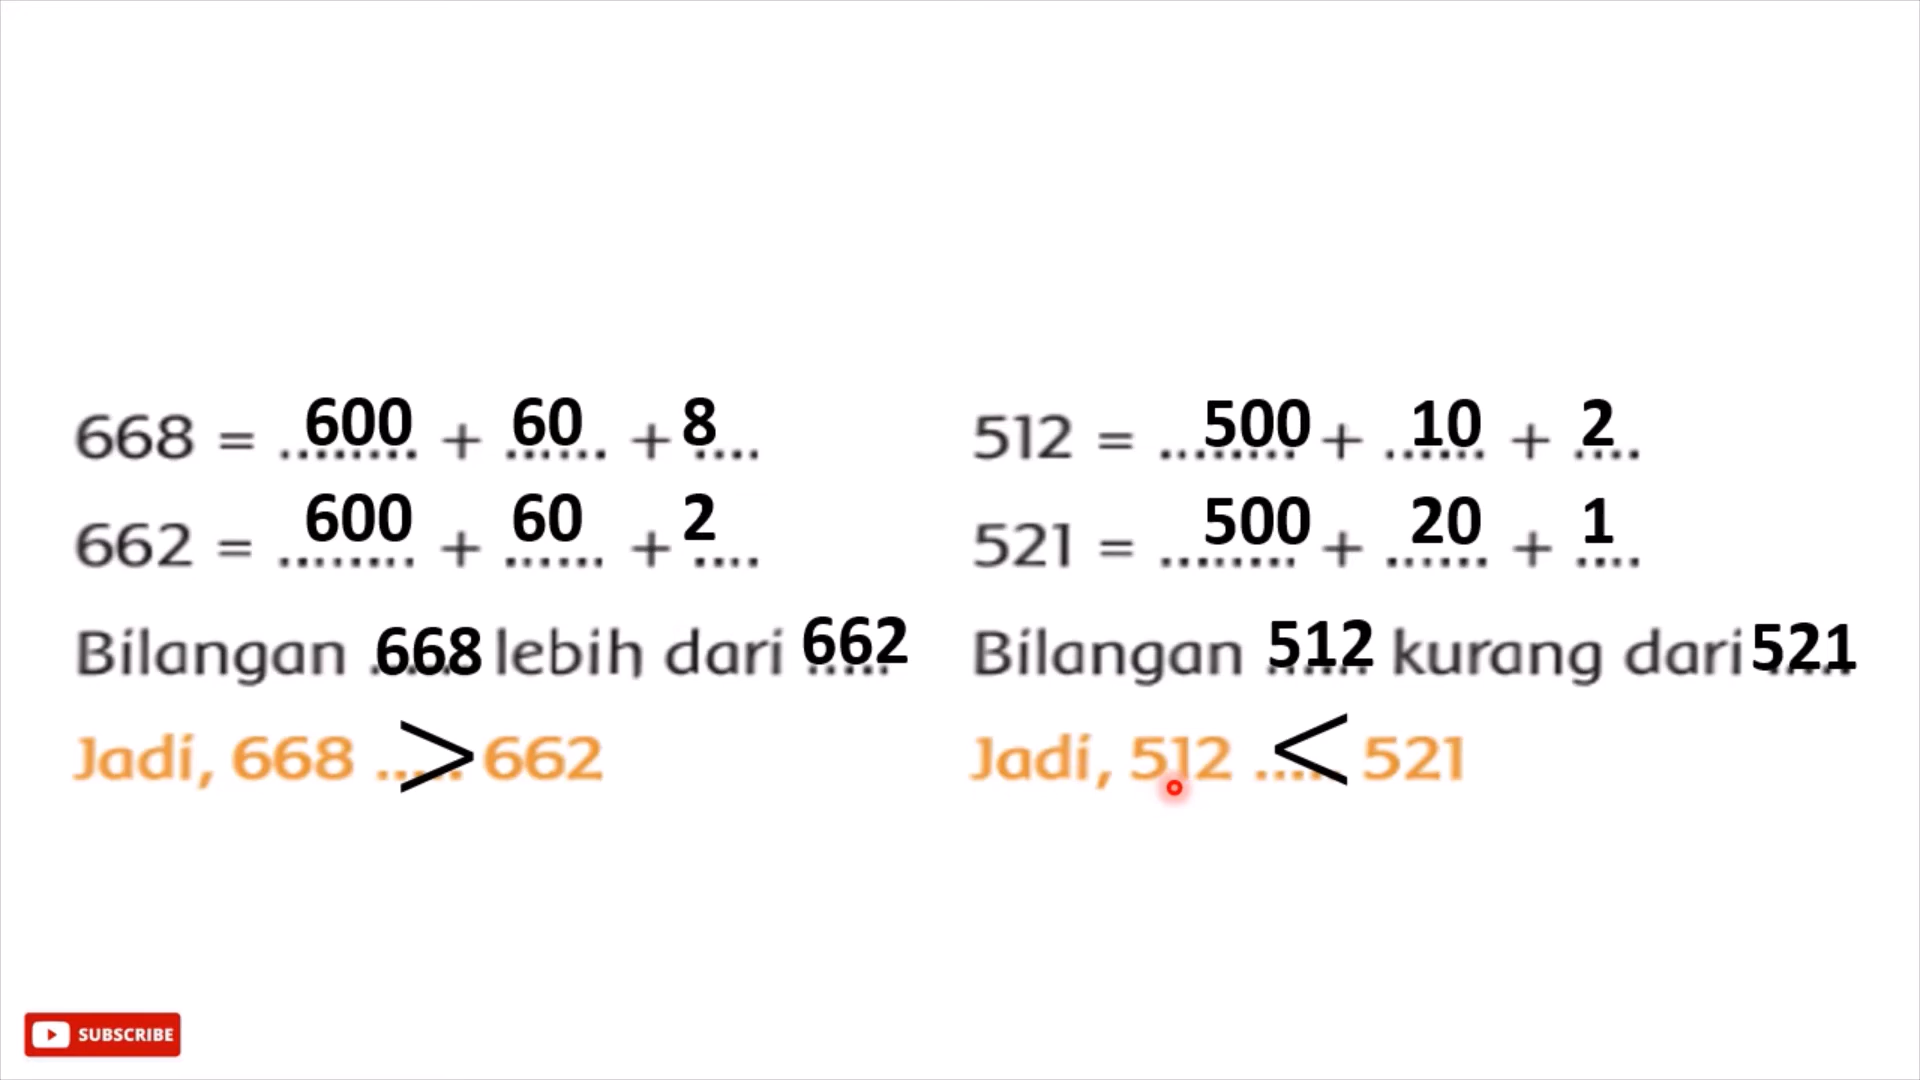 668 = 600 + 60 + 8
662 = 600 + 60 + 2
Bilangan 668 lebih dari 662
Jadi, 668 > 662
512 = 500 + 10 + 2
521 = 500 + 20 + 1
Bilangan 512 kurang dari 521
Jadi, 512 < 521
SUBSCRIBE